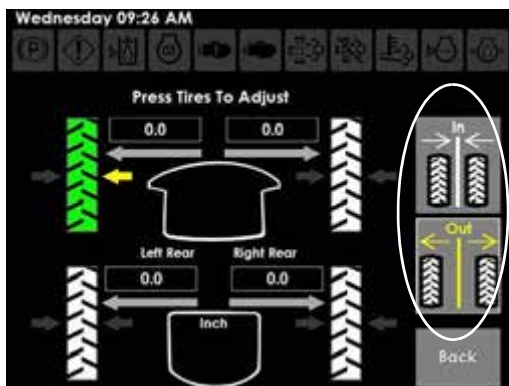 Wednesday 09:26 AM
(P)
Press Tires To Adjust
0.0 0.0
In
Out
Left Rear Right Rear
0.0 0.0
Inch
Back